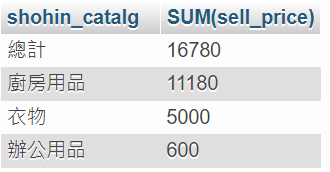 shohin_catalg SUM(sell_price)
總計 16780
廚房用品 11180
衣物 5000
辦公用品 600